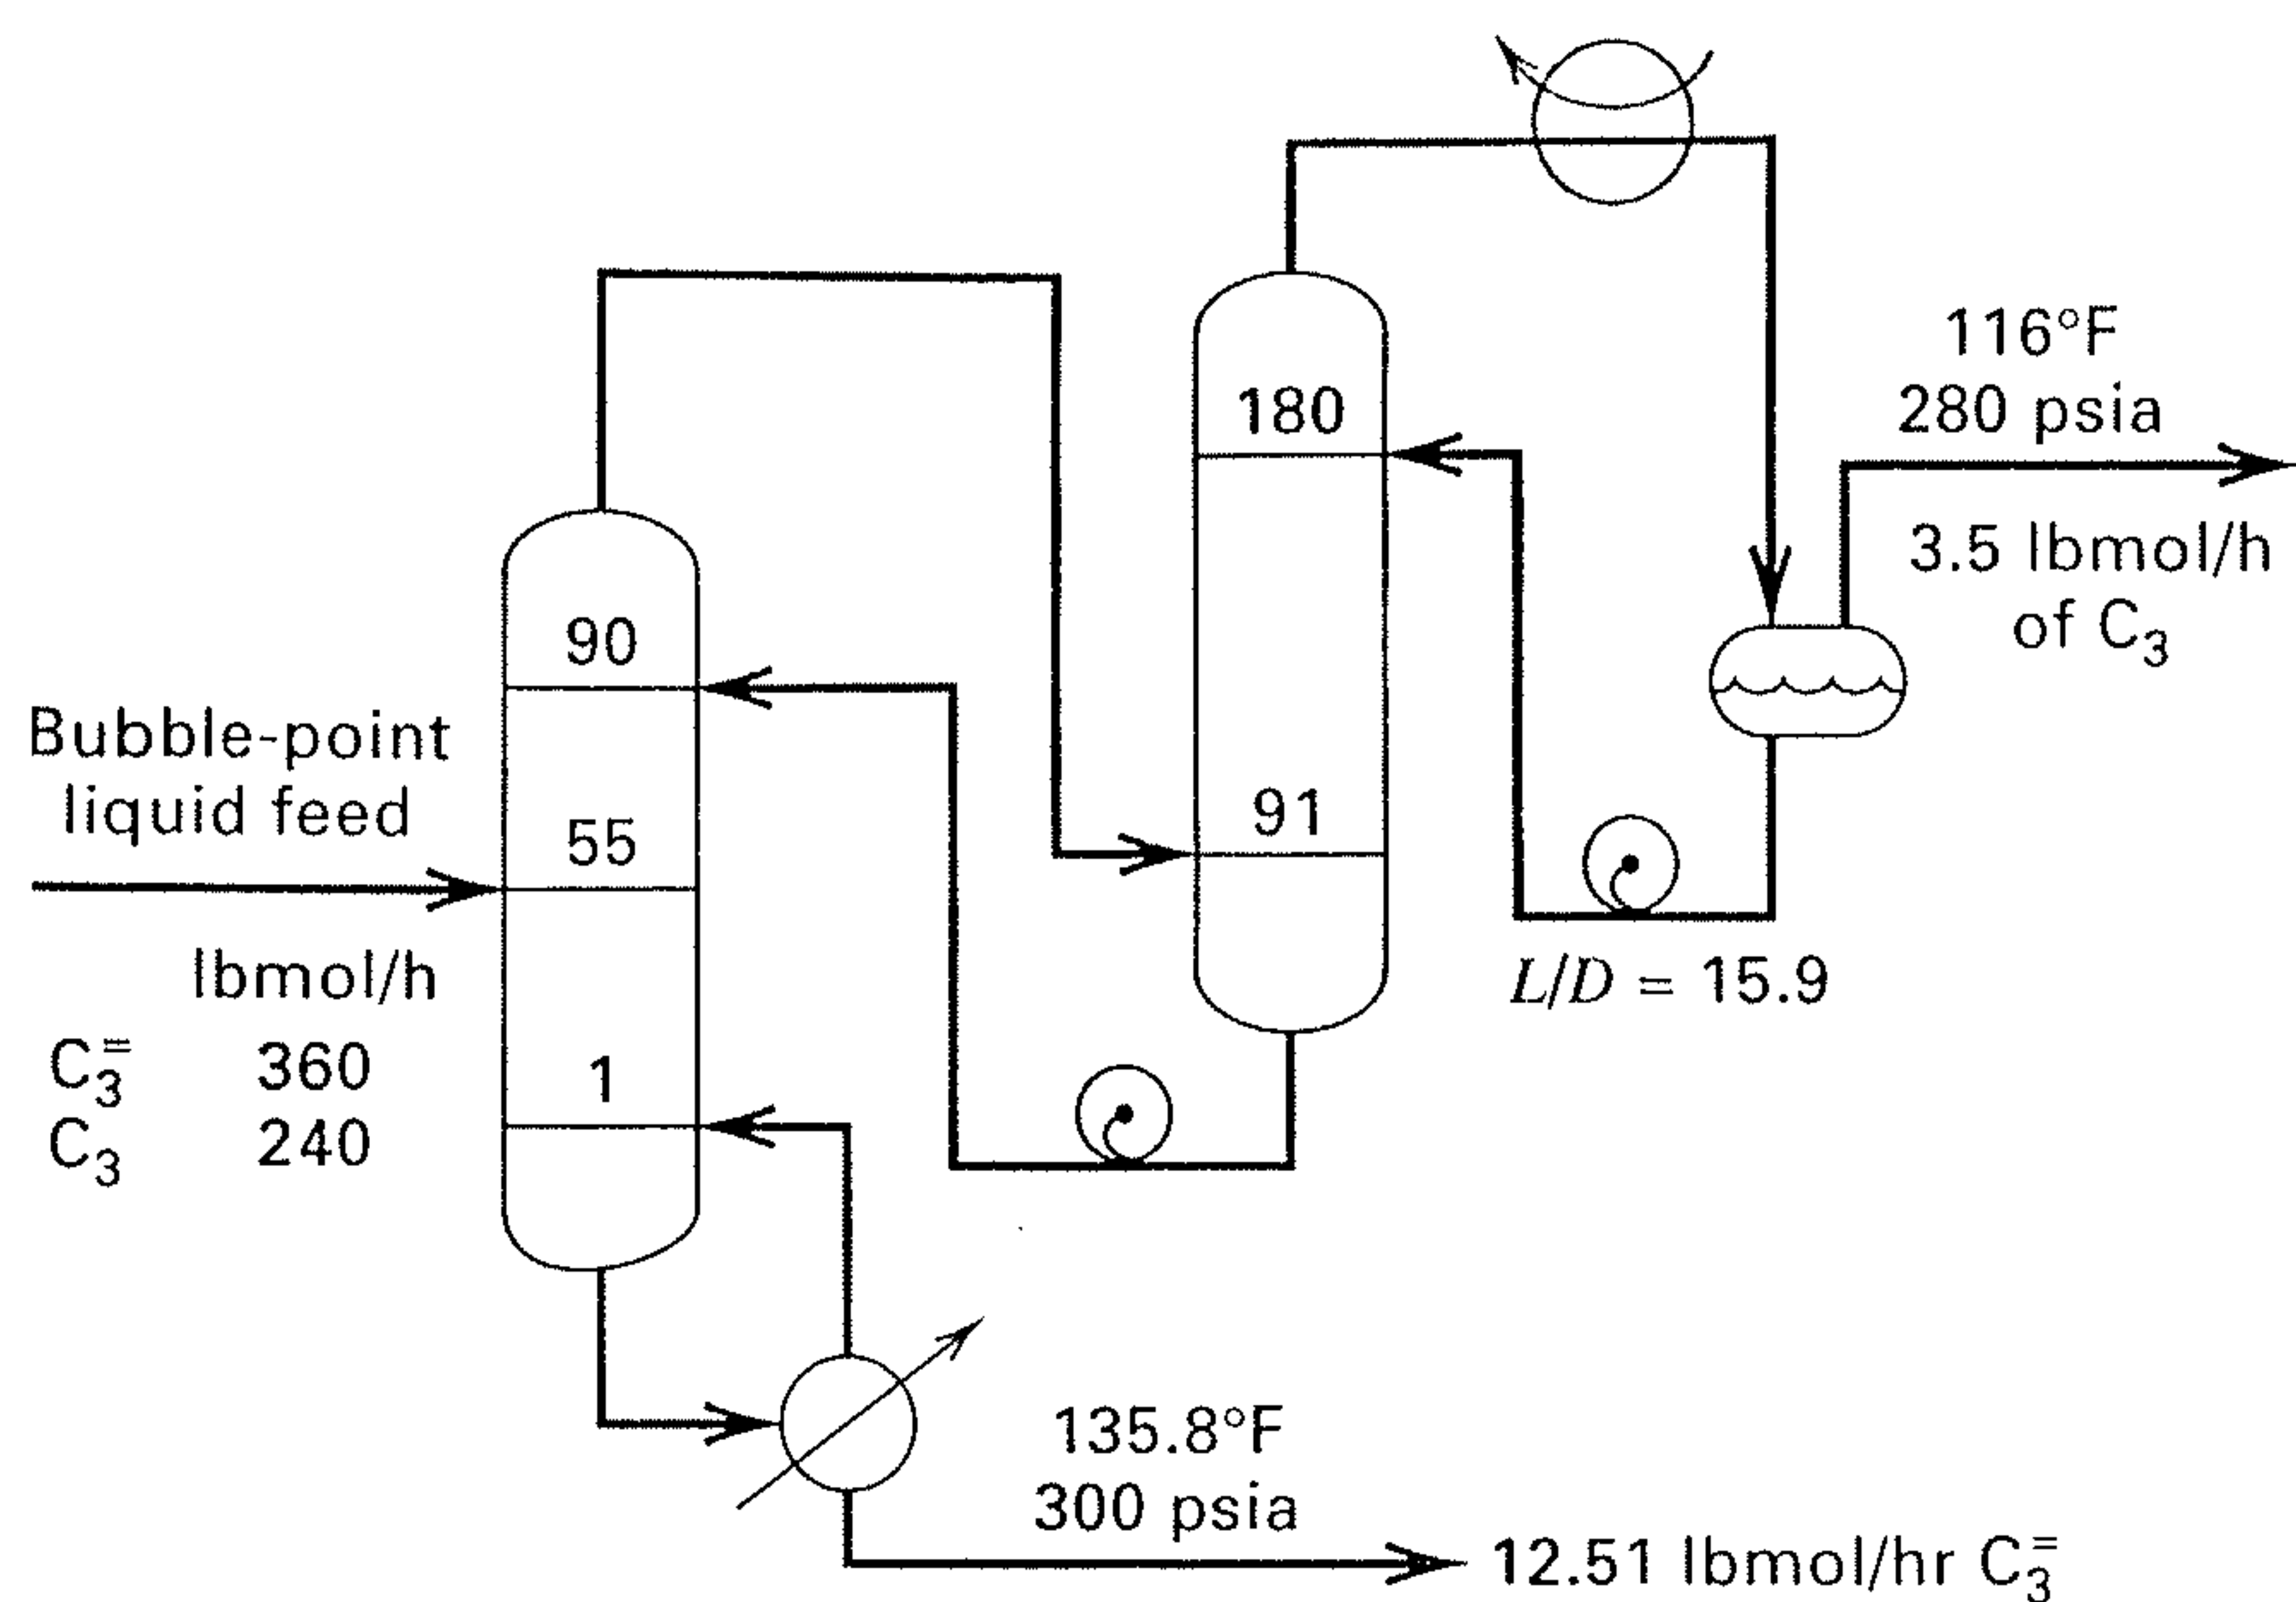 116°F
180
280 psia
3.5 lbmol/h
of C₃
90
Bubble-point
liquid feed
55
91
lbmol/h
L/D = 15.9
C₃⁼ 360
C₃ 240
1
135.8°F
300 psia
12.51 lbmol/hr C₃⁼